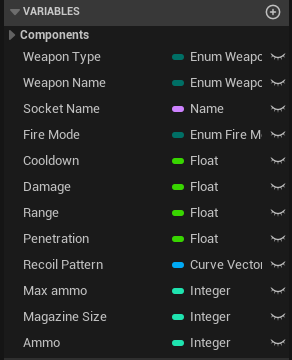 VARIABLES
Components
Weapon Type Enum Weapo
Weapon Name Enum Weapo
Socket Name Name
Fire Mode Enum Fire M
Cooldown Float
Damage Float
Range Float
Penetration Float
Recoil Pattern Curve Vector
Max ammo Integer
Magazine Size Integer
Ammo Integer